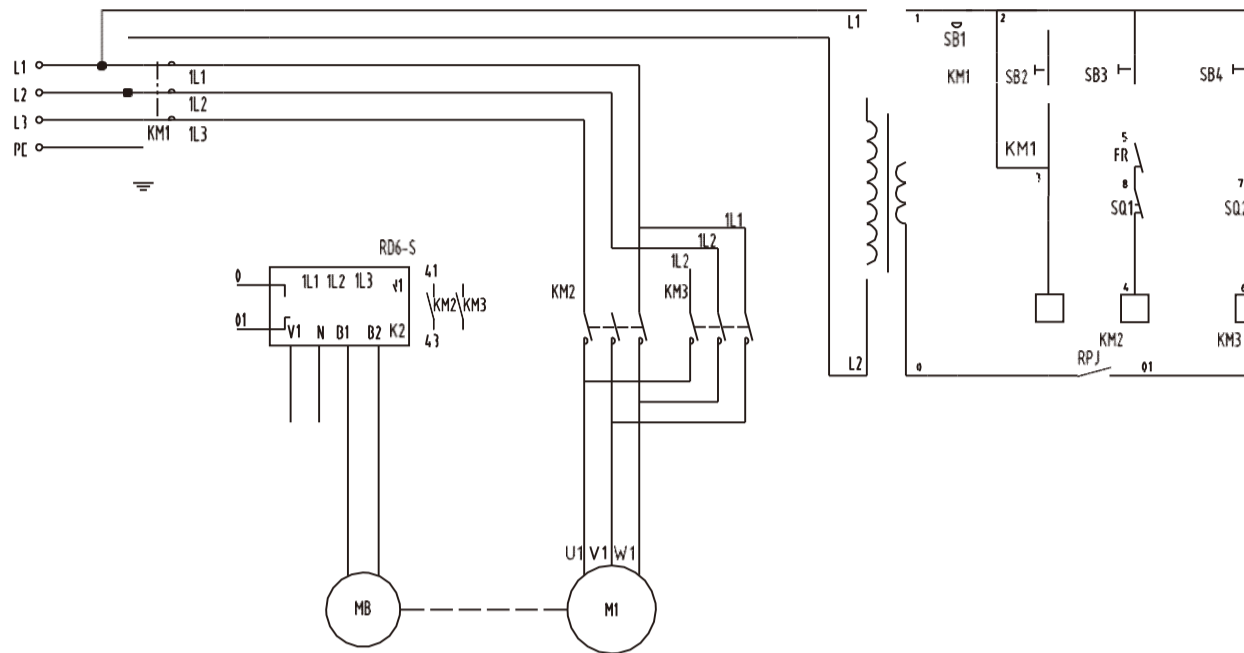 L1
1
2
SB1
L1
1L1
KM1
SB2
SB3
SB4
L2
1L2
L3
KM1
1L3
PE
KM1
5
FR
3
8
7
SQ1
SQ2
1L1
RD6-S
1L2
1L2
0
1L1 1L2 1L3
41
KM2
KM3
KM2
KM3
01
V1 N B1 B2 K2
43
4
6
KM2
KM3
RPJ
L2
0
01
U1 V1 W1
MB
M1